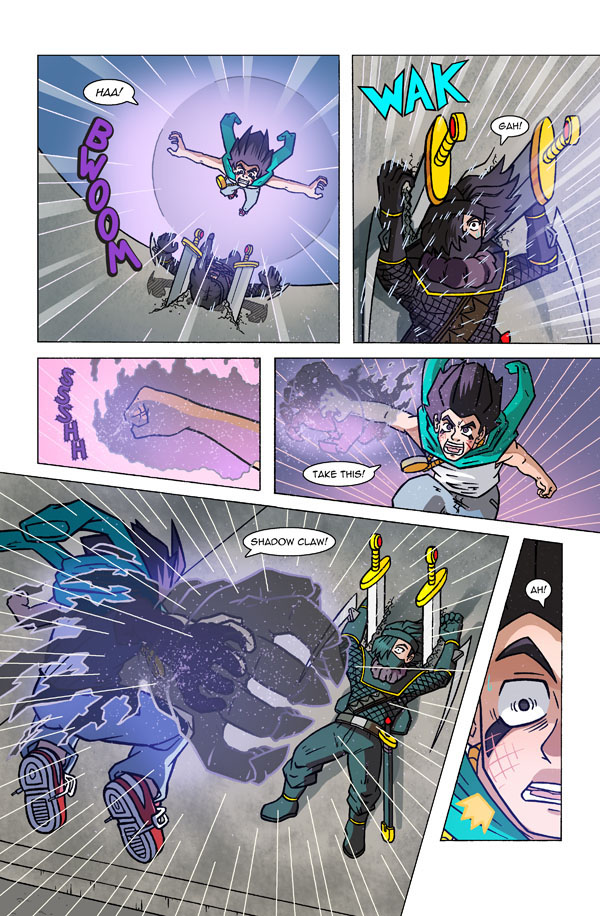 HAA!
BWOOM
WAK
GAH!
SSSHH
TAKE THIS!
SHADOW CLAW!
AH!